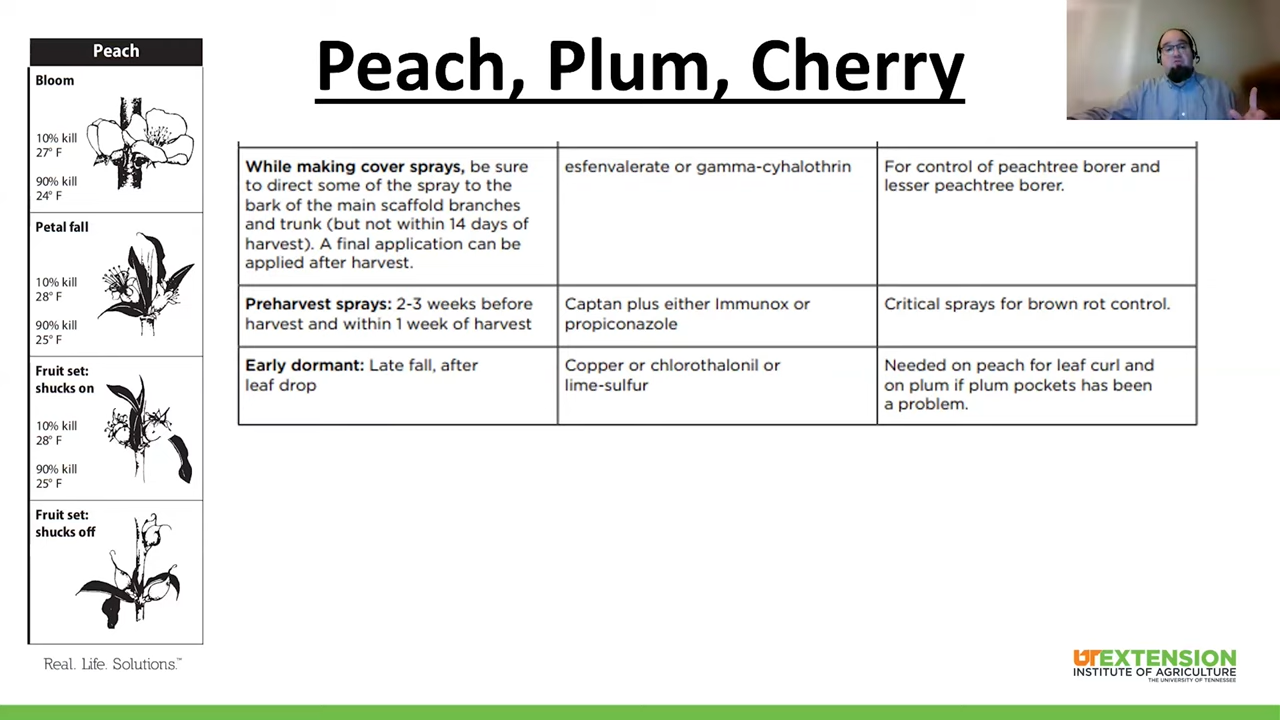 Peach, Plum, Cherry
Peach
Bloom
10% kill
27° F
90% kill
24° F
Petal fall
10% kill
28° F
90% kill
25° F
Fruit set:
shucks on
10% kill
28° F
90% kill
25° F
Fruit set:
shucks off
While making cover sprays, be sure
to direct some of the spray to the
bark of the main scaffold branches
and trunk (but not within 14 days of
harvest). A final application can be
applied after harvest.
esfenvalerate or gamma-cyhalothrin
For control of peachtree borer and
lesser peachtree borer.
Preharvest sprays: 2-3 weeks before
harvest and within 1 week of harvest
Captan plus either Immunox or
propiconazole
Critical sprays for brown rot control.
Early dormant: Late fall, after
leaf drop
Copper or chlorothalonil or
lime-sulfur
Needed on peach for leaf curl and
on plum if plum pockets has been
a problem.
Real. Life. Solutions.™
UTEXTENSION
INSTITUTE OF AGRICULTURE
THE UNIVERSITY OF TENNESSEE